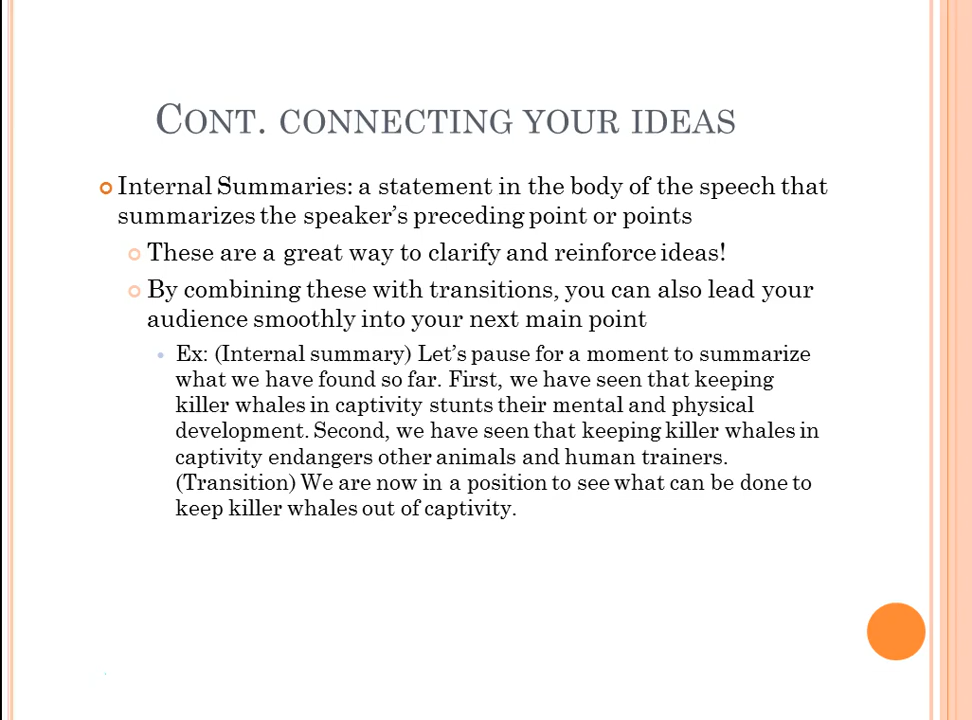 CONT. CONNECTING YOUR IDEAS
Internal Summaries: a statement in the body of the speech that
summarizes the speaker's preceding point or points
These are a great way to clarify and reinforce ideas!
By combining these with transitions, you can also lead your
audience smoothly into your next main point
Ex: (Internal summary) Let's pause for a moment to summarize
what we have found so far. First, we have seen that keeping
killer whales in captivity stunts their mental and physical
development. Second, we have seen that keeping killer whales in
captivity endangers other animals and human trainers.
(Transition) We are now in a position to see what can be done to
keep killer whales out of captivity.